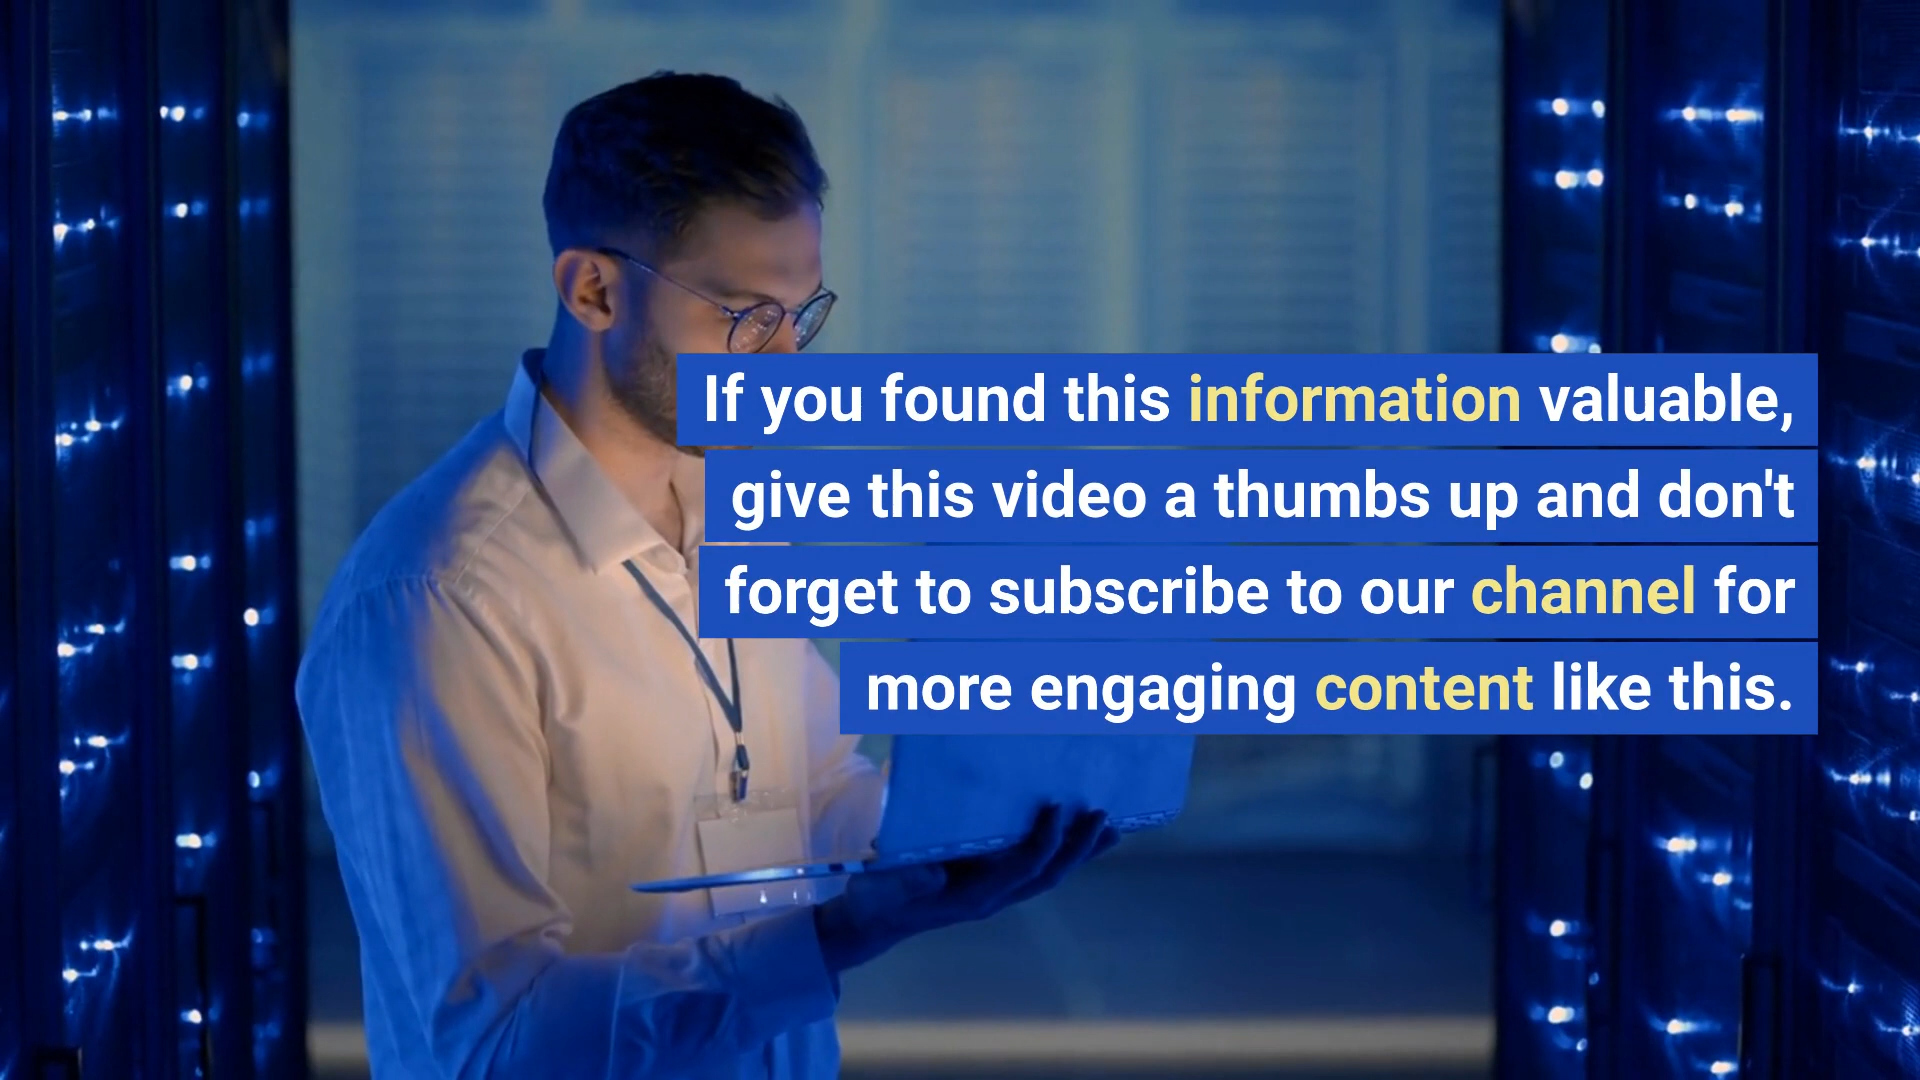 If you found this information valuable,
give this video a thumbs up and don't
forget to subscribe to our channel for
more engaging content like this.